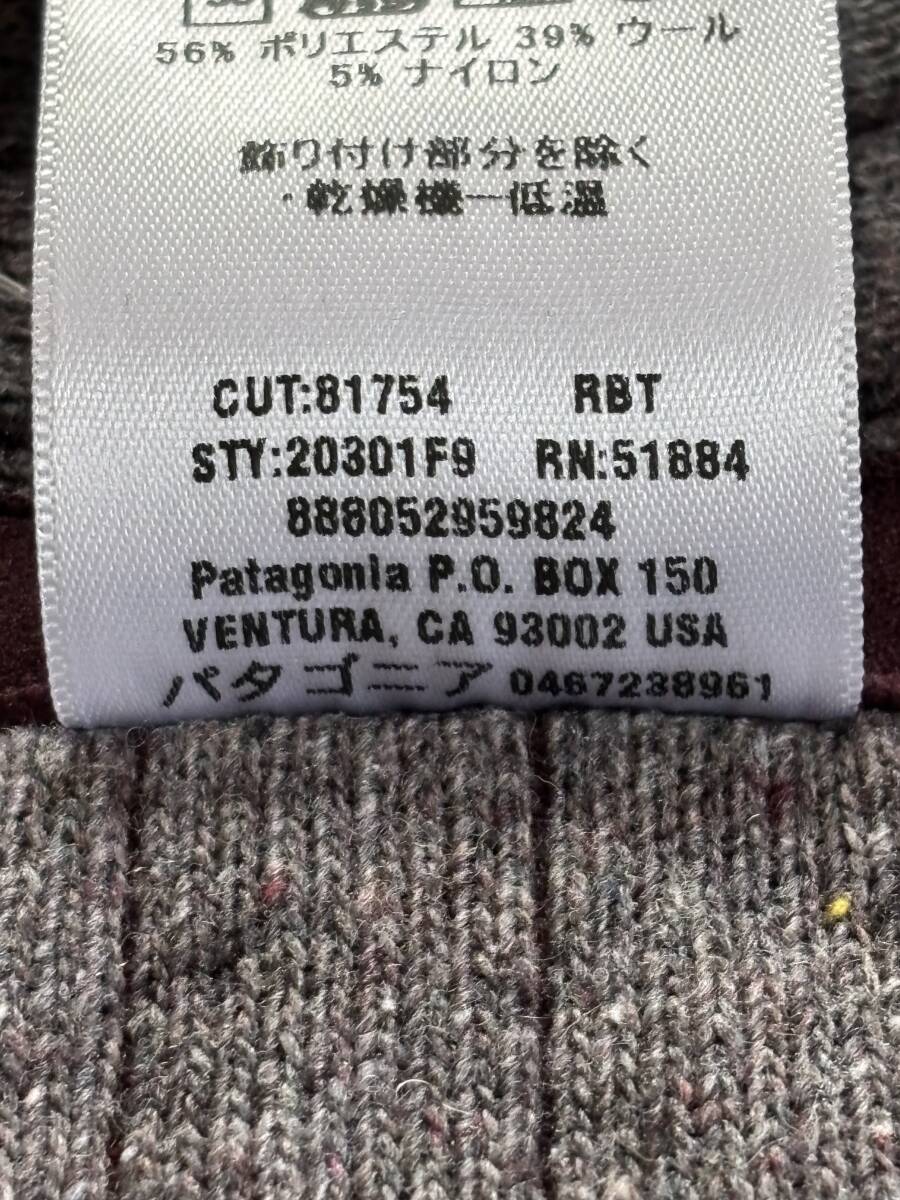 56% ポリエステル 39% ウール
5% ナイロン
飾り付け部分を除く
・乾燥機一低温
CUT:81754 RBT
STY:20301F9 RN:51884
888052959824
Patagonia P.O. BOX 150
VENTURA, CA 93002 USA
パタゴニア 0467238961